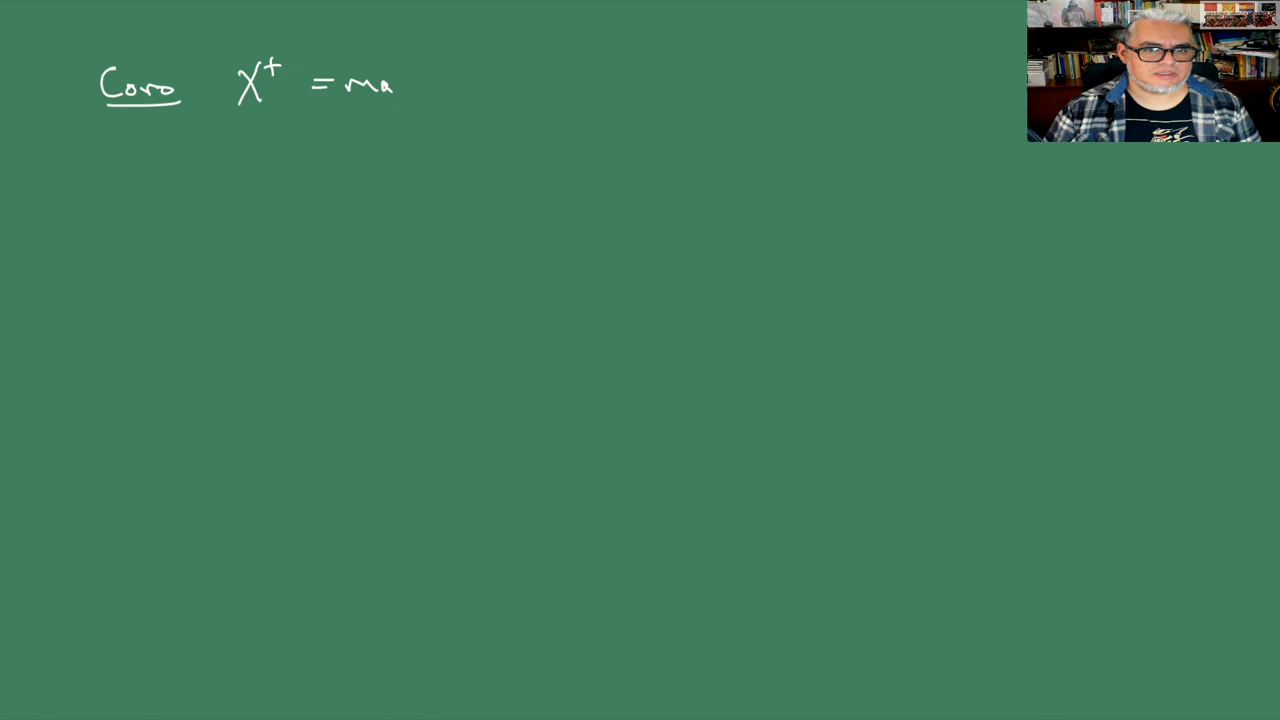 Coro X⁺ = ma